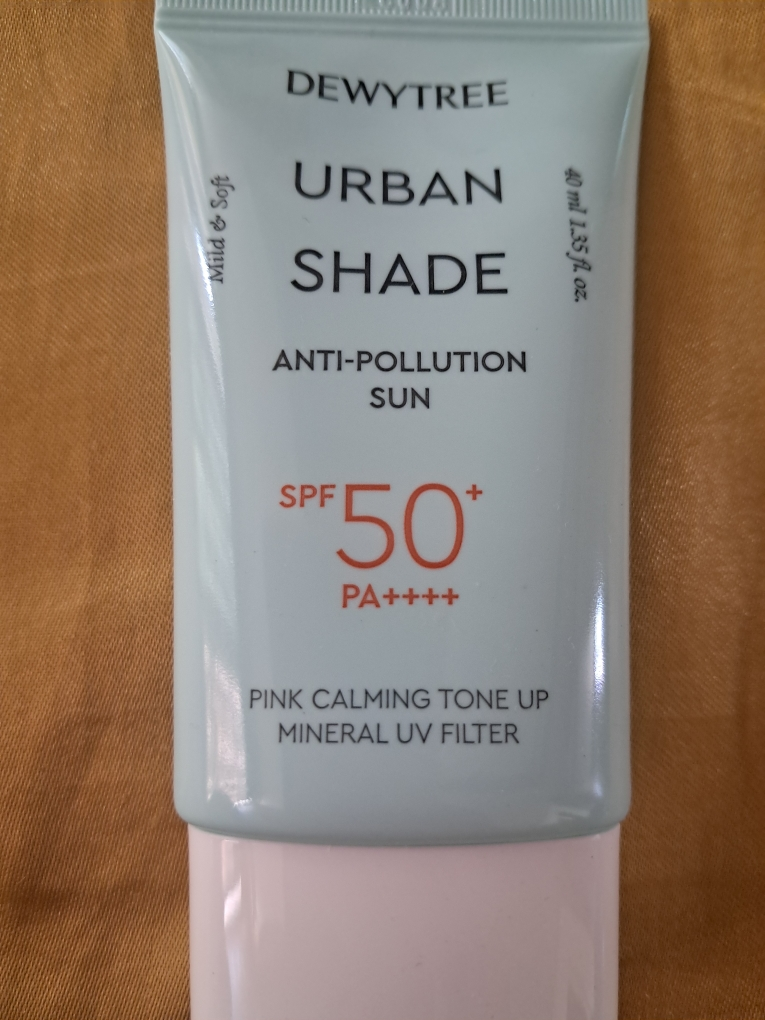 DEWYTREE
URBAN
SHADE
Mild & Soft
40 ml 1.35 fl. oz.
ANTI-POLLUTION
SUN
SPF 50+
PA++++
PINK CALMING TONE UP
MINERAL UV FILTER